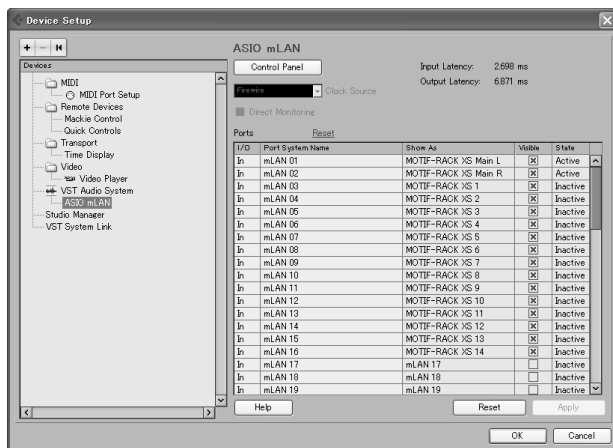 Device Setup
Devices
MIDI
MIDI Port Setup
Remote Devices
Mackie Control
Quick Controls
Transport
Time Display
Video
Video Player
VST Audio System
ASIO mLAN
Studio Manager
VST System Link
ASIO mLAN
Control Panel
Input Latency: 2.698 ms
Output Latency: 6.871 ms
Firewire Clock Source
Direct Monitoring
Ports Reset
I/O Port System Name Show As Visible State
In mLAN 01 MOTIF-RACK XS Main L Active
In mLAN 02 MOTIF-RACK XS Main R Active
In mLAN 03 MOTIF-RACK XS 1 Inactive
In mLAN 04 MOTIF-RACK XS 2 Inactive
In mLAN 05 MOTIF-RACK XS 3 Inactive
In mLAN 06 MOTIF-RACK XS 4 Inactive
In mLAN 07 MOTIF-RACK XS 5 Inactive
In mLAN 08 MOTIF-RACK XS 6 Inactive
In mLAN 09 MOTIF-RACK XS 7 Inactive
In mLAN 10 MOTIF-RACK XS 8 Inactive
In mLAN 11 MOTIF-RACK XS 9 Inactive
In mLAN 12 MOTIF-RACK XS 10 Inactive
In mLAN 13 MOTIF-RACK XS 11 Inactive
In mLAN 14 MOTIF-RACK XS 12 Inactive
In mLAN 15 MOTIF-RACK XS 13 Inactive
In mLAN 16 MOTIF-RACK XS 14 Inactive
In mLAN 17 mLAN 17 Inactive
In mLAN 18 mLAN 18 Inactive
In mLAN 19 mLAN 19 Inactive
Help Reset Apply
OK Cancel